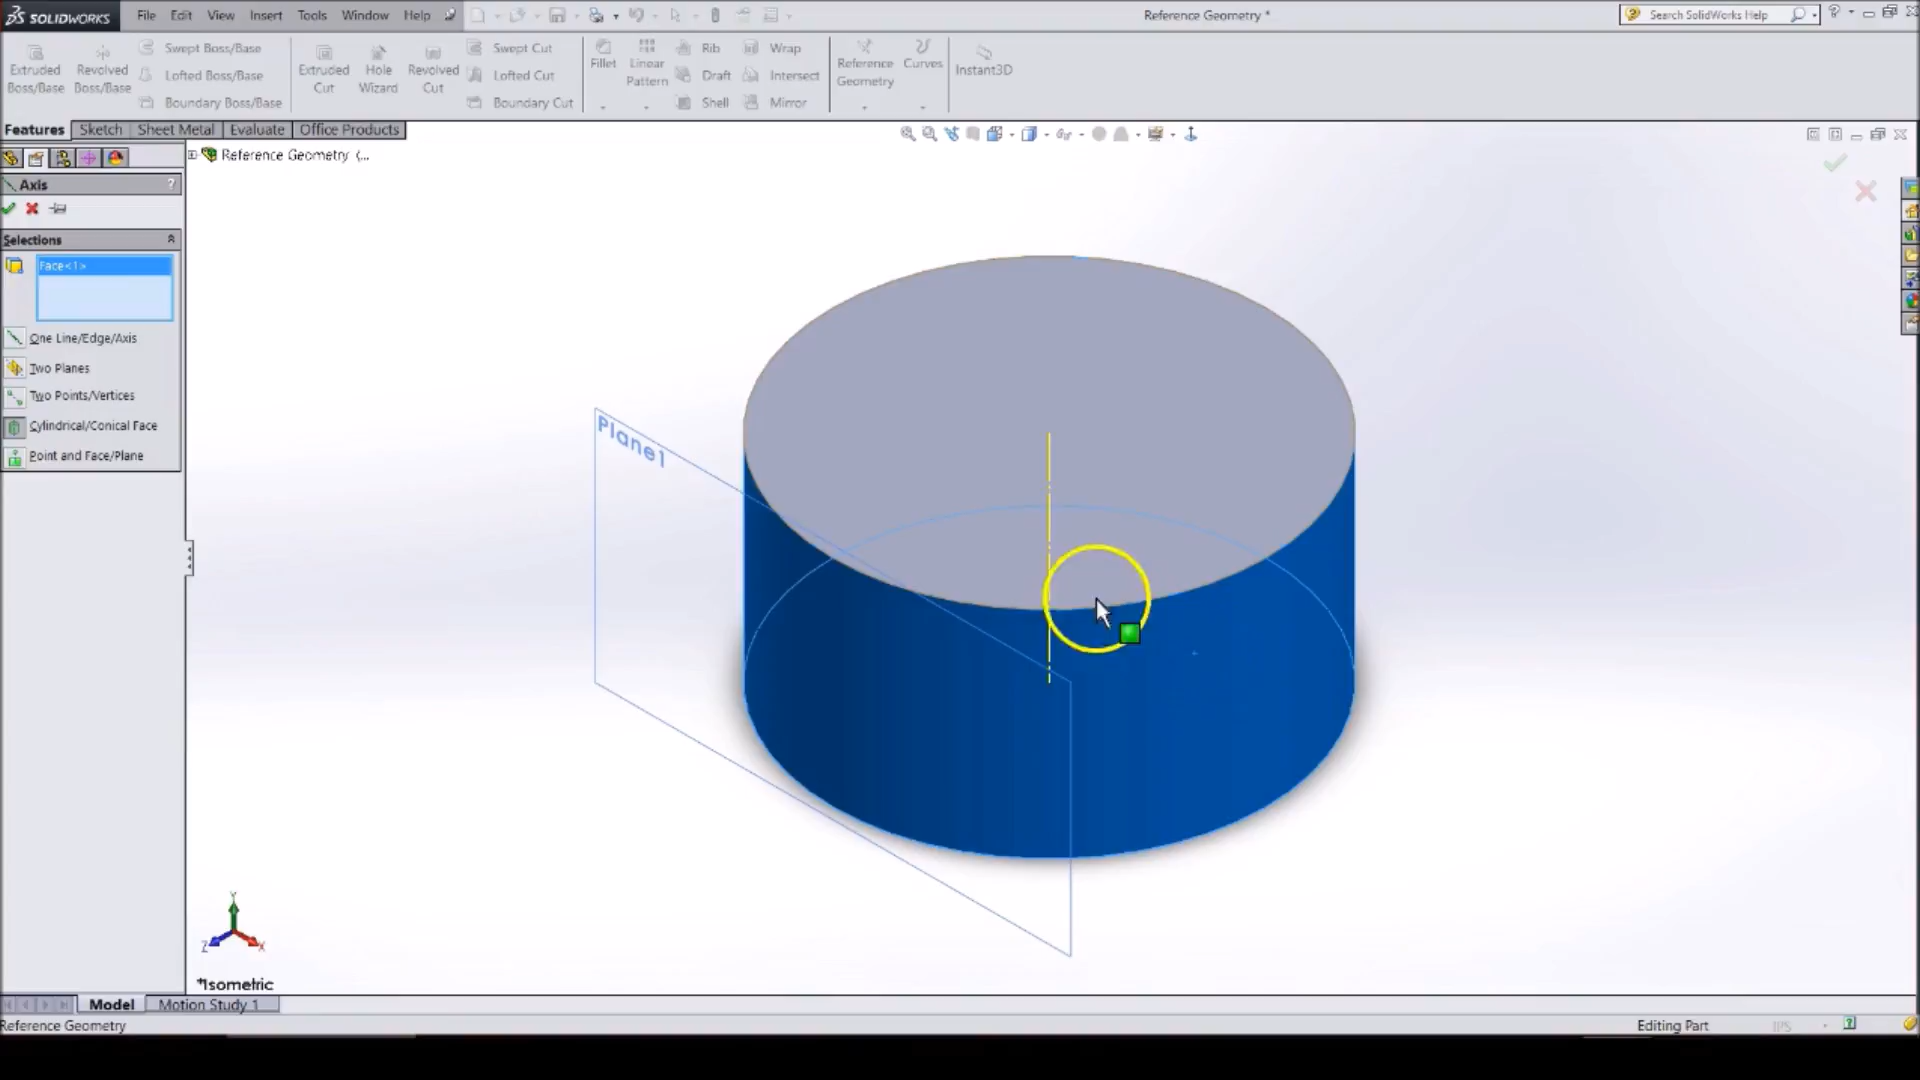 SOLIDWORKS File Edit View Insert Tools Window Help Reference Geometry * Search SolidWorks Help
Extruded Boss/Base
Revolved Boss/Base
Swept Boss/Base
Lofted Boss/Base
Boundary Boss/Base
Extruded Cut
Hole Wizard
Revolved Cut
Swept Cut
Lofted Cut
Boundary Cut
Fillet
Linear Pattern
Rib
Draft
Shell
Wrap
Intersect
Mirror
Reference Geometry
Curves
Instant3D
Features Sketch Sheet Metal Evaluate Office Products
Reference Geometry (...
Axis ?
Selections
Face<1>
One Line/Edge/Axis
Two Planes
Two Points/Vertices
Cylindrical/Conical Face
Point and Face/Plane
Plane1
Y
Z X
*Isometric
Model Motion Study 1
Reference Geometry Editing Part IPS